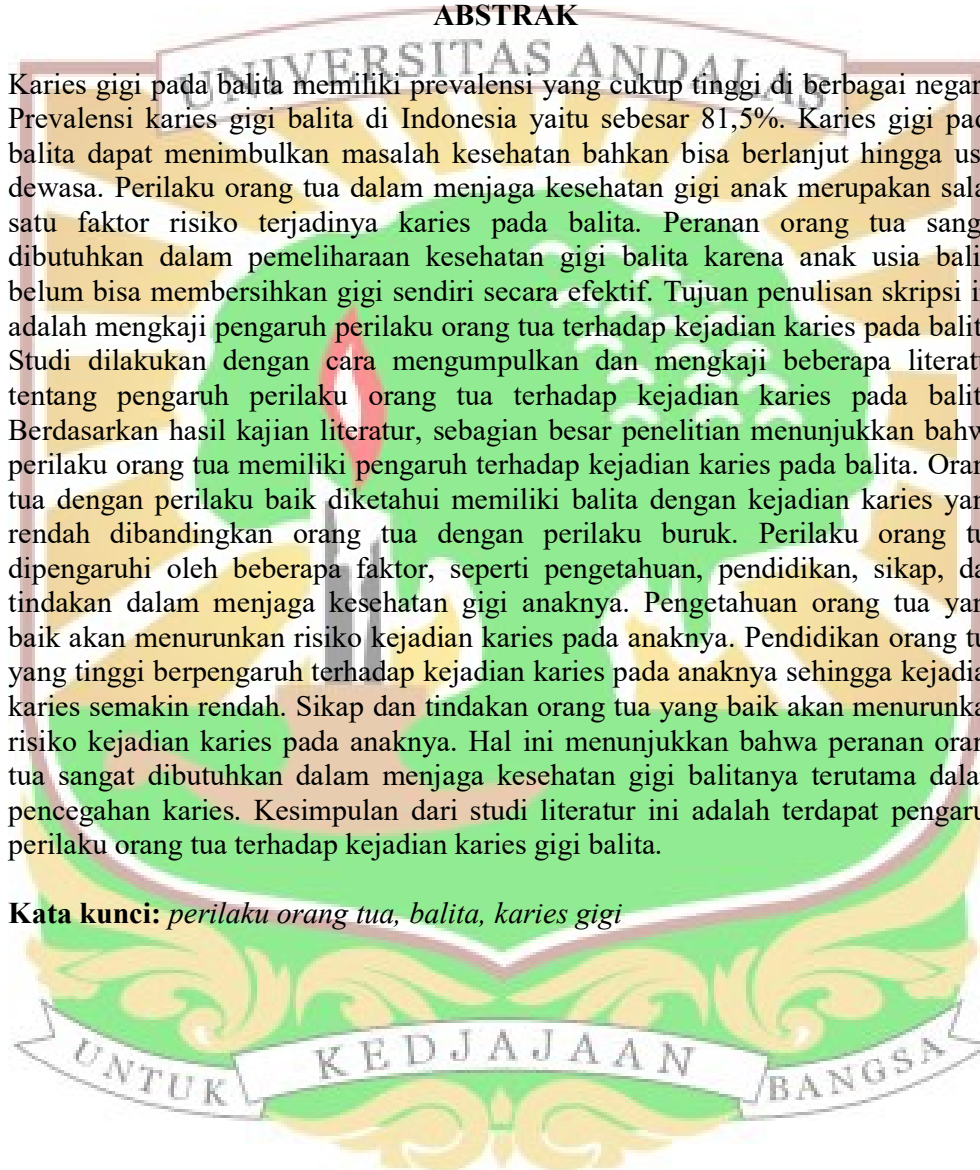 ABSTRAK
UNIVERSITAS ANDALAS
Karies gigi pada balita memiliki prevalensi yang cukup tinggi di berbagai negar
Prevalensi karies gigi balita di Indonesia yaitu sebesar 81,5%. Karies gigi pad
balita dapat menimbulkan masalah kesehatan bahkan bisa berlanjut hingga us
dewasa. Perilaku orang tua dalam menjaga kesehatan gigi anak merupakan sala
satu faktor risiko terjadinya karies pada balita. Peranan orang tua sang
dibutuhkan dalam pemeliharaan kesehatan gigi balita karena anak usia bali
belum bisa membersihkan gigi sendiri secara efektif. Tujuan penulisan skripsi i
adalah mengkaji pengaruh perilaku orang tua terhadap kejadian karies pada balit
Studi dilakukan dengan cara mengumpulkan dan mengkaji beberapa literatu
tentang pengaruh perilaku orang tua terhadap kejadian karies pada balit
Berdasarkan hasil kajian literatur, sebagian besar penelitian menunjukkan bahw
perilaku orang tua memiliki pengaruh terhadap kejadian karies pada balita. Oran
tua dengan perilaku baik diketahui memiliki balita dengan kejadian karies yan
rendah dibandingkan orang tua dengan perilaku buruk. Perilaku orang tu
dipengaruhi oleh beberapa faktor, seperti pengetahuan, pendidikan, sikap, da
tindakan dalam menjaga kesehatan gigi anaknya. Pengetahuan orang tua yan
baik akan menurunkan risiko kejadian karies pada anaknya. Pendidikan orang tu
yang tinggi berpengaruh terhadap kejadian karies pada anaknya sehingga kejadia
karies semakin rendah. Sikap dan tindakan orang tua yang baik akan menurunka
risiko kejadian karies pada anaknya. Hal ini menunjukkan bahwa peranan oran
tua sangat dibutuhkan dalam menjaga kesehatan gigi balitanya terutama dala
pencegahan karies. Kesimpulan dari studi literatur ini adalah terdapat pengaru
perilaku orang tua terhadap kejadian karies gigi balita.
Kata kunci: perilaku orang tua, balita, karies gigi
UNTUK KEDJAJAAN BANGSA